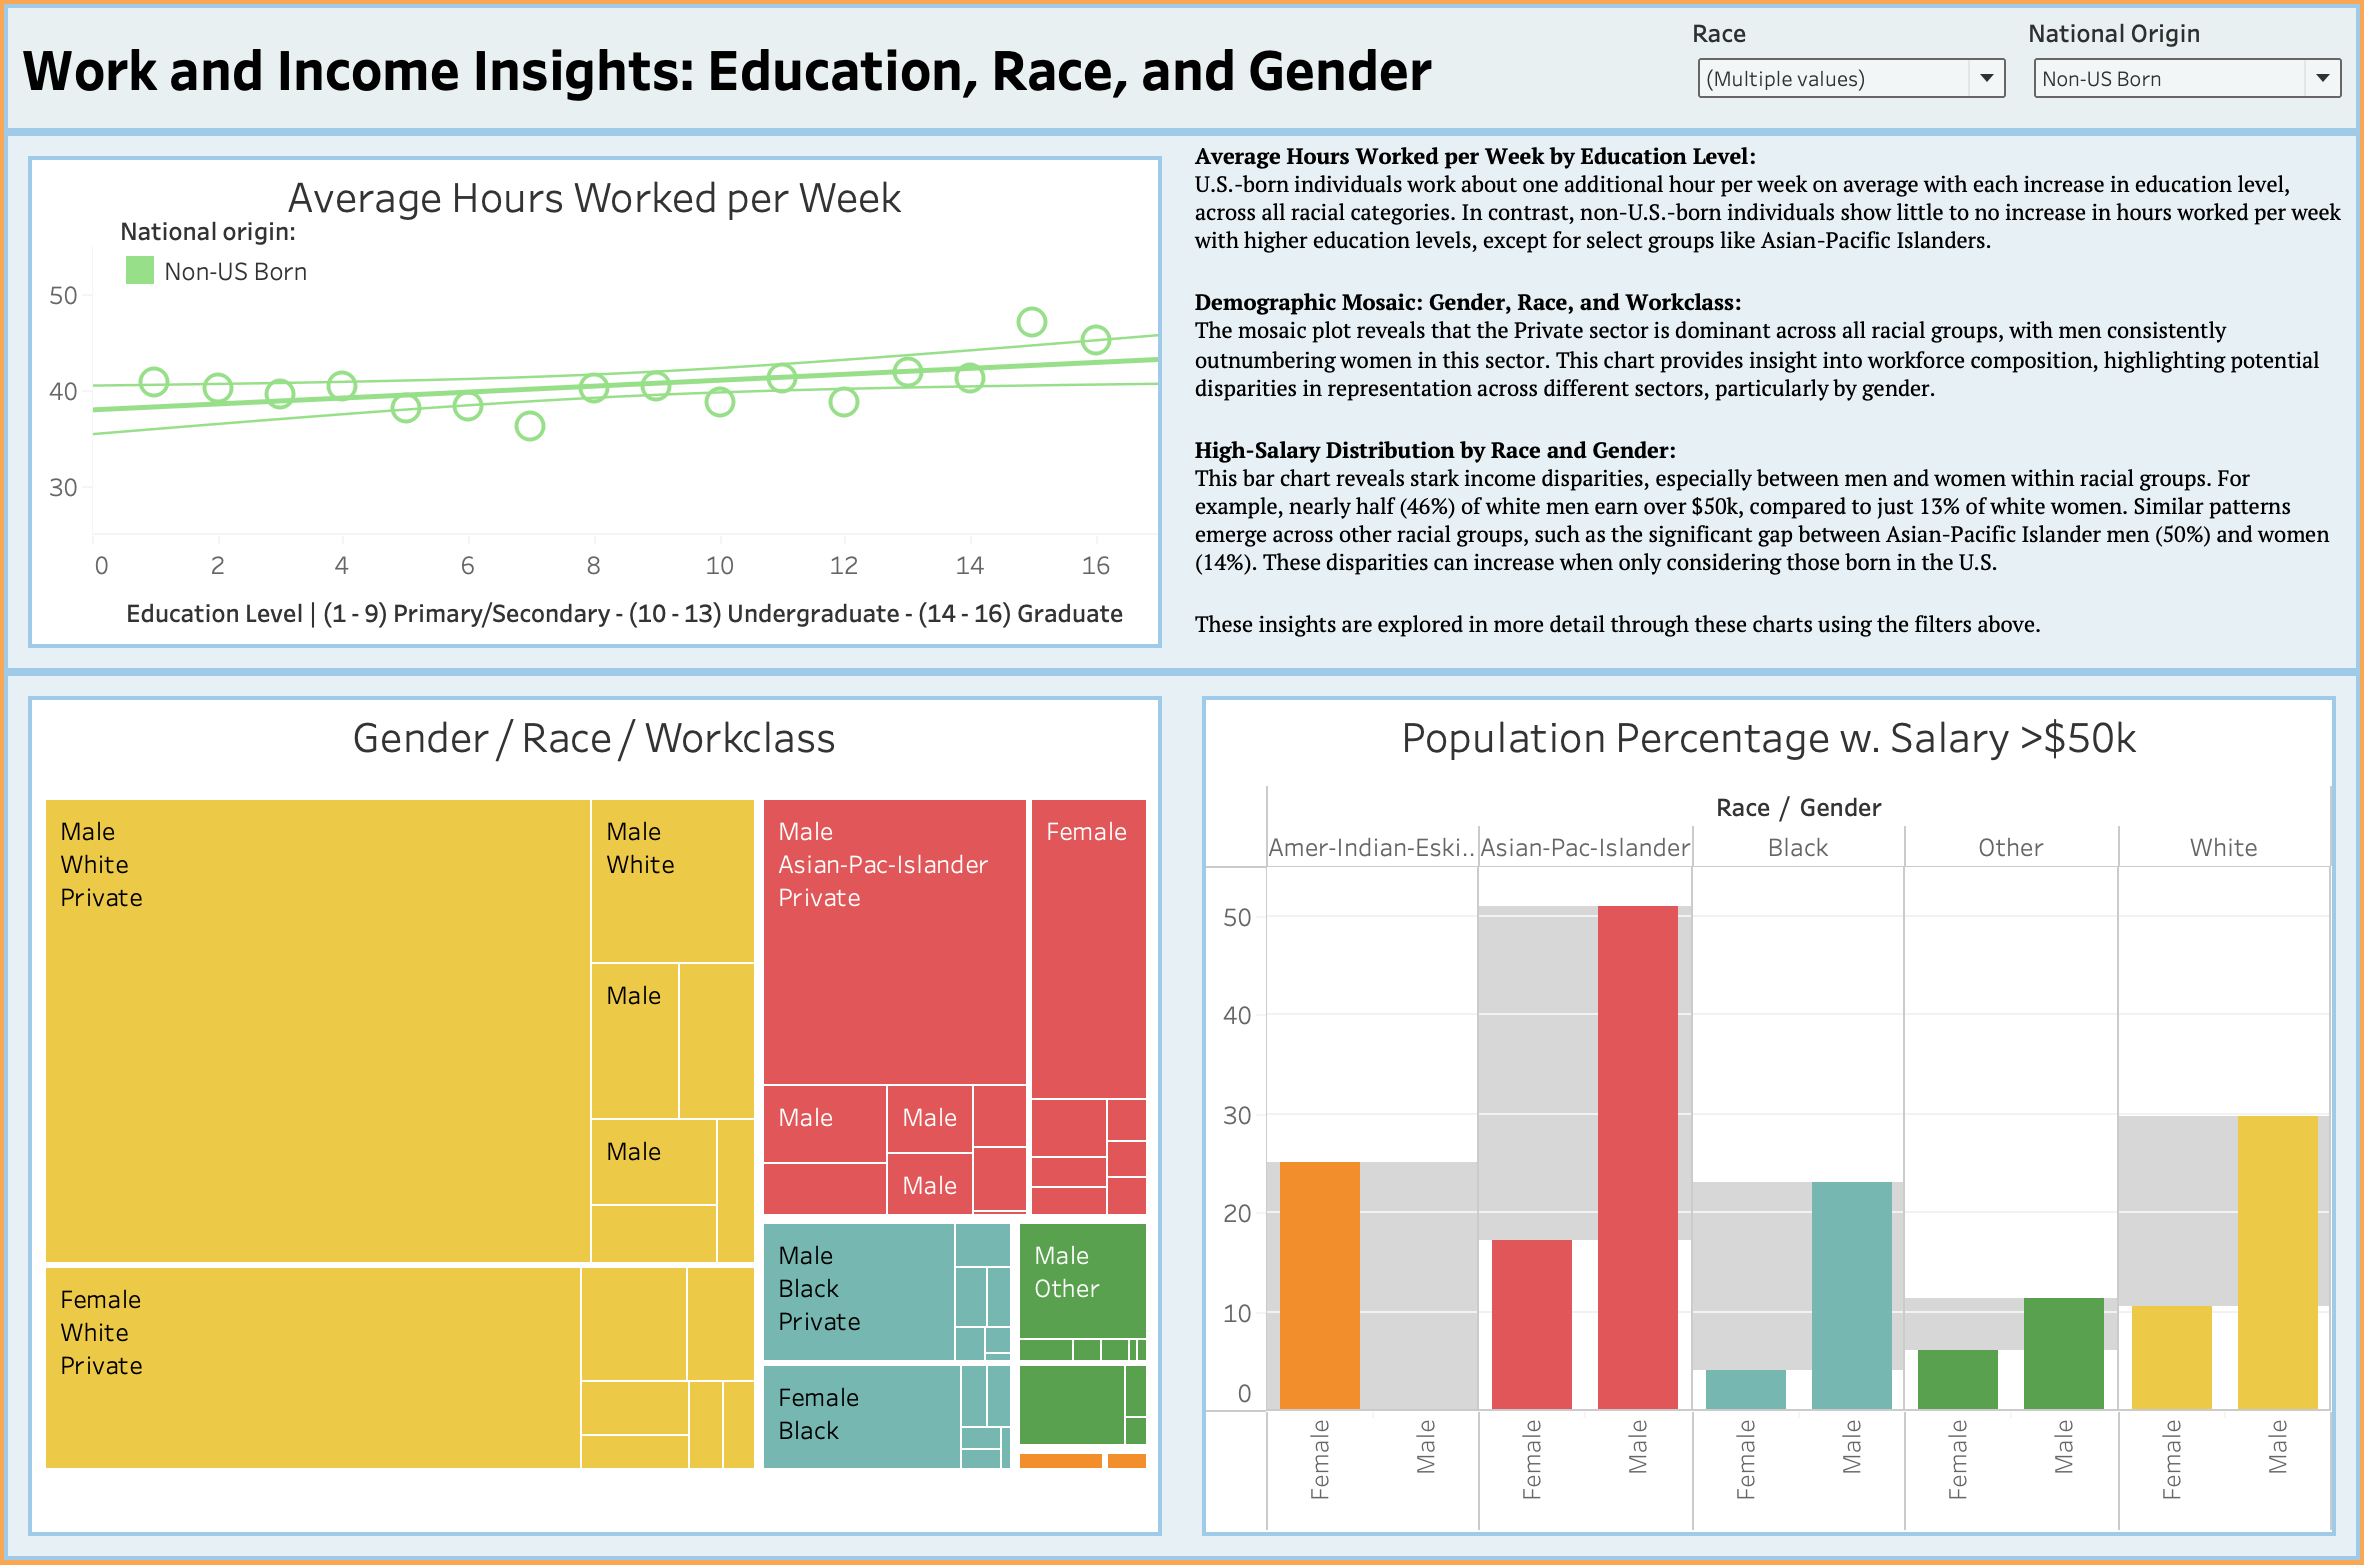 Work and Income Insights: Education, Race, and Gender
Race
(Multiple values)
National Origin
Non-US Born
Average Hours Worked per Week
National origin:
Non-US Born
50
40
30
0 2 4 6 8 10 12 14 16
Education Level | (1 - 9) Primary/Secondary - (10 - 13) Undergraduate - (14 - 16) Graduate
Average Hours Worked per Week by Education Level:
U.S.-born individuals work about one additional hour per week on average with each increase in education level,
across all racial categories. In contrast, non-U.S.-born individuals show little to no increase in hours worked per week
with higher education levels, except for select groups like Asian-Pacific Islanders.
Demographic Mosaic: Gender, Race, and Workclass:
The mosaic plot reveals that the Private sector is dominant across all racial groups, with men consistently
outnumbering women in this sector. This chart provides insight into workforce composition, highlighting potential
disparities in representation across different sectors, particularly by gender.
High-Salary Distribution by Race and Gender:
This bar chart reveals stark income disparities, especially between men and women within racial groups. For
example, nearly half (46%) of white men earn over $50k, compared to just 13% of white women. Similar patterns
emerge across other racial groups, such as the significant gap between Asian-Pacific Islander men (50%) and women
(14%). These disparities can increase when only considering those born in the U.S.
These insights are explored in more detail through these charts using the filters above.
Gender / Race / Workclass
Male
White
Private
Male
White
Male
Male
Female
White
Private
Male
Asian-Pac-Islander
Private
Female
Male
Male
Male
Male
Black
Private
Male
Other
Female
Black
Population Percentage w. Salary >$50k
Race / Gender
Amer-Indian-Eski.. Asian-Pac-Islander Black Other White
50
40
30
20
10
0
Female Male Female Male Female Male Female Male Female Male